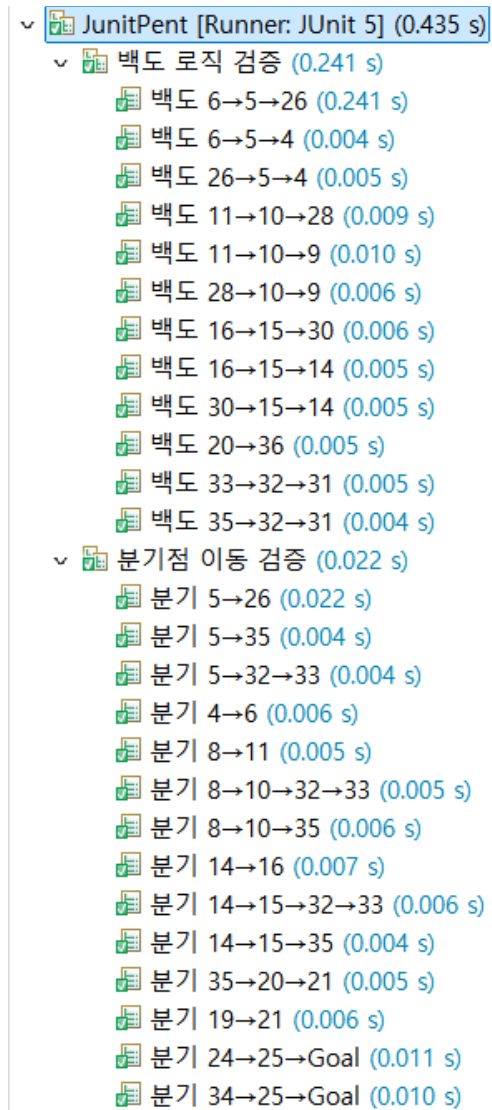 JunitPent [Runner: JUnit 5] (0.435 s)
백도 로직 검증 (0.241 s)
백도 6→5→26 (0.241 s)
백도 6→5→4 (0.004 s)
백도 26→5→4 (0.005 s)
백도 11→10→28 (0.009 s)
백도 11→10→9 (0.010 s)
백도 28→10→9 (0.006 s)
백도 16→15→30 (0.006 s)
백도 16→15→14 (0.005 s)
백도 30→15→14 (0.005 s)
백도 20→36 (0.005 s)
백도 33→32→31 (0.005 s)
백도 35→32→31 (0.004 s)
분기점 이동 검증 (0.022 s)
분기 5→26 (0.022 s)
분기 5→35 (0.004 s)
분기 5→32→33 (0.004 s)
분기 4→6 (0.006 s)
분기 8→11 (0.005 s)
분기 8→10→32→33 (0.005 s)
분기 8→10→35 (0.006 s)
분기 14→16 (0.007 s)
분기 14→15→32→33 (0.006 s)
분기 14→15→35 (0.004 s)
분기 35→20→21 (0.005 s)
분기 19→21 (0.006 s)
분기 24→25→Goal (0.011 s)
분기 34→25→Goal (0.010 s)